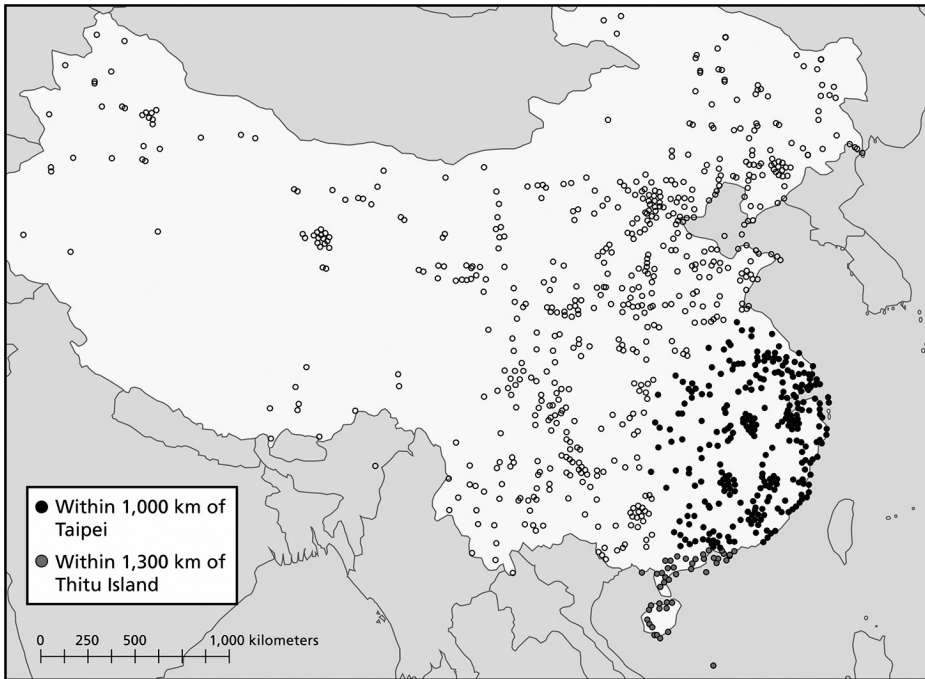 Within 1,000 km of
Taipei
Within 1,300 km of
Thitu Island
0 250 500 1,000 kilometers